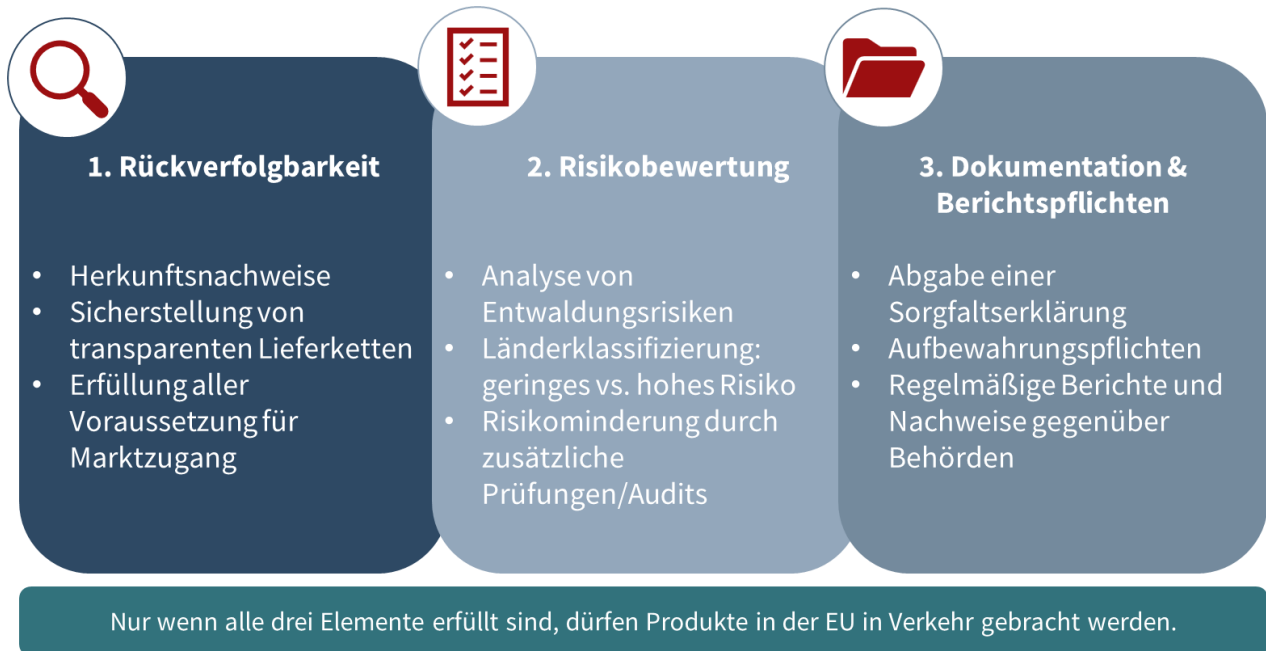 1. Rückverfolgbarkeit
• Herkunftsnachweise
• Sicherstellung von
transparenten Lieferketten
• Erfüllung aller
Voraussetzung für
Marktzugang
2. Risikobewertung
• Analyse von
Entwaldungsrisiken
• Länderklassifizierung:
geringes vs. hohes Risiko
• Risikominderung durch
zusätzliche
Prüfungen/Audits
3. Dokumentation &
Berichtspflichten
• Abgabe einer
Sorgfaltserklärung
• Aufbewahrungspflichten
• Regelmäßige Berichte und
Nachweise gegenüber
Behörden
Nur wenn alle drei Elemente erfüllt sind, dürfen Produkte in der EU in Verkehr gebracht werden.